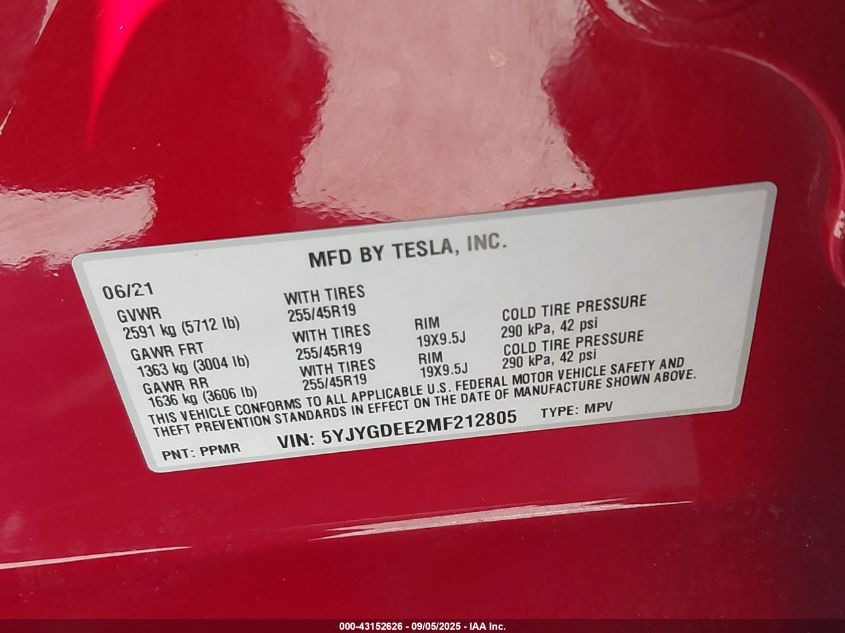 MFD BY TESLA, INC.
06/21
GVWR
2591 kg (5712 lb)
WITH TIRES
255/45R19
GAWR FRT
1363 kg (3004 lb)
WITH TIRES
255/45R19
RIM
19X9.5J
COLD TIRE PRESSURE
290 kPa, 42 psi
GAWR RR
1636 kg (3606 lb)
WITH TIRES
255/45R19
RIM
19X9.5J
COLD TIRE PRESSURE
290 kPa, 42 psi
THIS VEHICLE CONFORMS TO ALL APPLICABLE U.S. FEDERAL MOTOR VEHICLE SAFETY AND
THEFT PREVENTION STANDARDS IN EFFECT ON THE DATE OF MANUFACTURE SHOWN ABOVE.
PNT: PPMR VIN: 5YJYGDEE2MF212805 TYPE: MPV
000-43152626 - 09/05/2025 - IAA Inc.